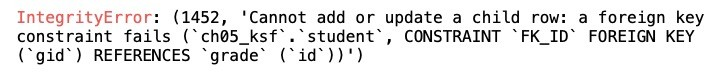 IntegrityError: (1452, 'Cannot add or update a child row: a foreign key
constraint fails (`ch05_ksf`.`student`, CONSTRAINT `FK_ID` FOREIGN KEY
(`gid`) REFERENCES `grade` (`id`))')